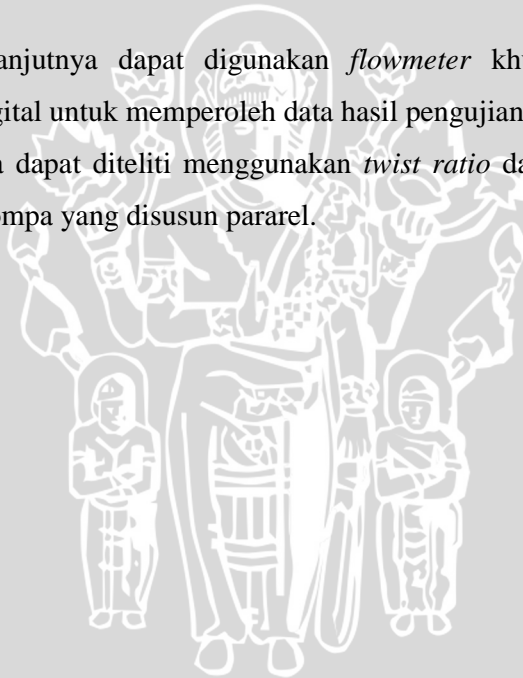 anjutnya dapat digunakan flowmeter kh
gital untuk memperoleh data hasil pengujian
dapat diteliti menggunakan twist ratio da
ompa yang disusun pararel.